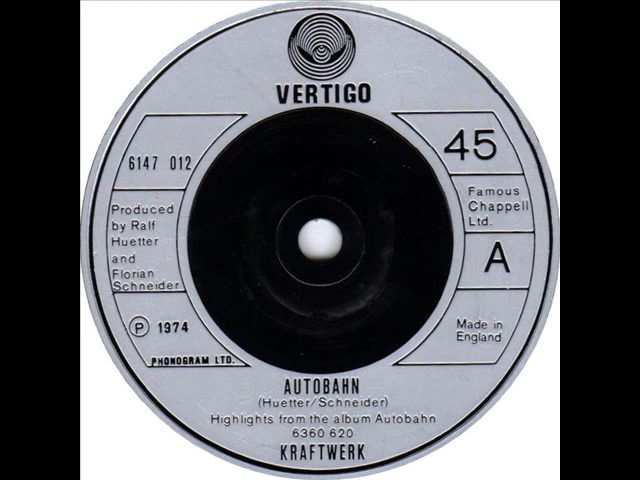 VERTIGO
6147 012
45
Produced
by Ralf
Huetter
and
Florian
Schneider
Famous
Chappell
Ltd.
A
Ⓟ 1974
Made in
England
PHONOGRAM LTD.
AUTOBAHN
(Huetter/Schneider)
Highlights from the album Autobahn
6360 620
KRAFTWERK